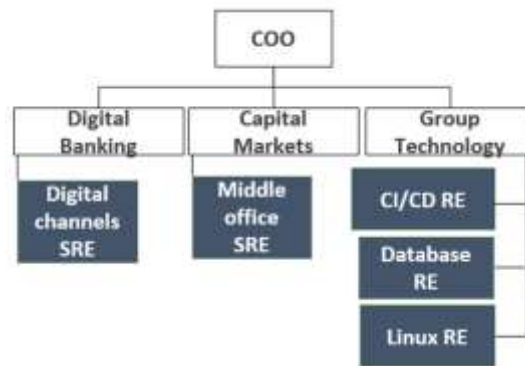 COO
Digital
Banking
Capital
Markets
Group
Technology
Digital
channels
SRE
Middle
office
SRE
CI/CD RE
Database
RE
Linux RE